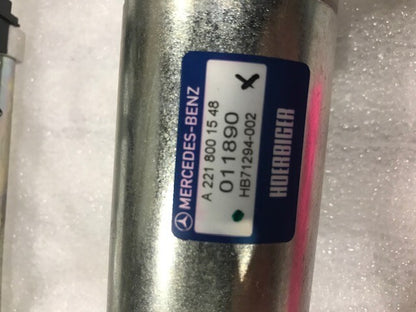 MERCEDES-BENZ
A 221 800 15 48
011890
HB71294-002
HOERBIGER